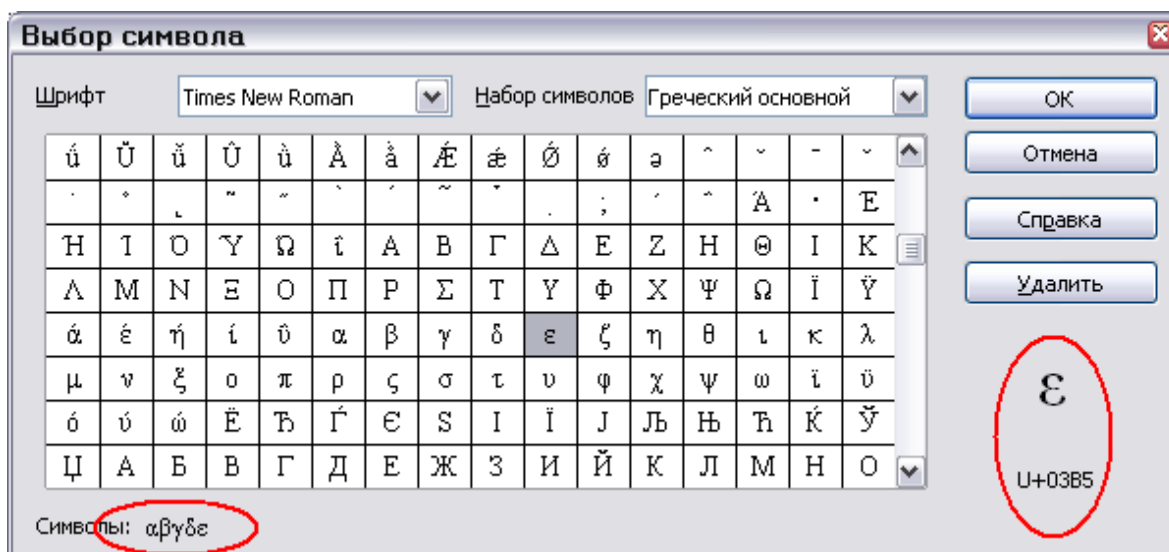 Выбор символа
Шрифт Times New Roman Набор символов Греческий основной OK
Отмена
Справка
Удалить
ǘ Ǚ ǚ Ǜ ǜ Ǻ ǻ Ǽ ǽ Ǿ ǿ ə ˆ ˇ ˉ ˘
˙ ˚ ˛ ˜ ˝ ; ΄ Ά · Έ
Ή Ί Ό Ύ Ώ ΐ Α Β Γ Δ Ε Ζ Η Θ Ι Κ
Λ Μ Ν Ξ Ο Π Ρ Σ Τ Υ Φ Χ Ψ Ω Ϊ Ϋ
ά έ ή ί ΰ α β γ δ ε ζ η θ ι κ λ
μ ν ξ ο π ρ ς σ τ υ φ χ ψ ω ϊ ϋ
ό ύ ώ Ё Ђ Ѓ Є Ѕ І Ї Ј Љ Њ Ћ Ќ Ў
Џ А Б В Г Д Е Ж З И Й К Л М Н О
ε
U+03B5
Символы: αβγδε